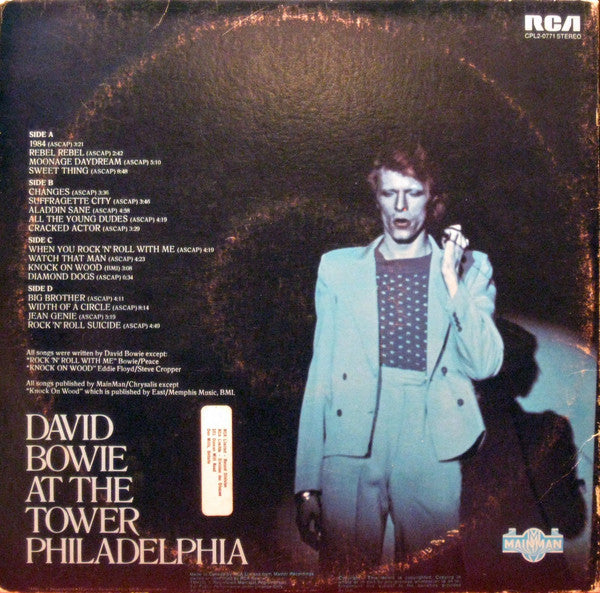 RCA
CPL2-0771 STEREO
SIDE A
1984 (ASCAP) 3:21
REBEL REBEL (ASCAP) 2:42
MOONAGE DAYDREAM (ASCAP) 5:10
SWEET THING (ASCAP) 8:48
SIDE B
CHANGES (ASCAP) 3:36
SUFFRAGETTE CITY (ASCAP) 3:46
ALADDIN SANE (ASCAP) 4:58
ALL THE YOUNG DUDES (ASCAP) 4:19
CRACKED ACTOR (ASCAP) 3:29
SIDE C
WHEN YOU ROCK'N'ROLL WITH ME (ASCAP) 4:19
WATCH THAT MAN (ASCAP) 4:23
KNOCK ON WOOD (BMI) 3:08
DIAMOND DOGS (ASCAP) 6:34
SIDE D
BIG BROTHER (ASCAP) 4:11
WIDTH OF A CIRCLE (ASCAP) 8:14
JEAN GENIE (ASCAP) 5:19
ROCK'N'ROLL SUICIDE (ASCAP) 4:49
All songs were written by David Bowie except:
"ROCK'N'ROLL WITH ME" Bowie/Peace
"KNOCK ON WOOD" Eddie Floyd/Steve Cropper
All songs published by MainMan/Chrysalis except
"Knock On Wood" which is published by East/Memphis Music, BMI.
DAVID
BOWIE
AT THE
TOWER
PHILADELPHIA
MAINMAN